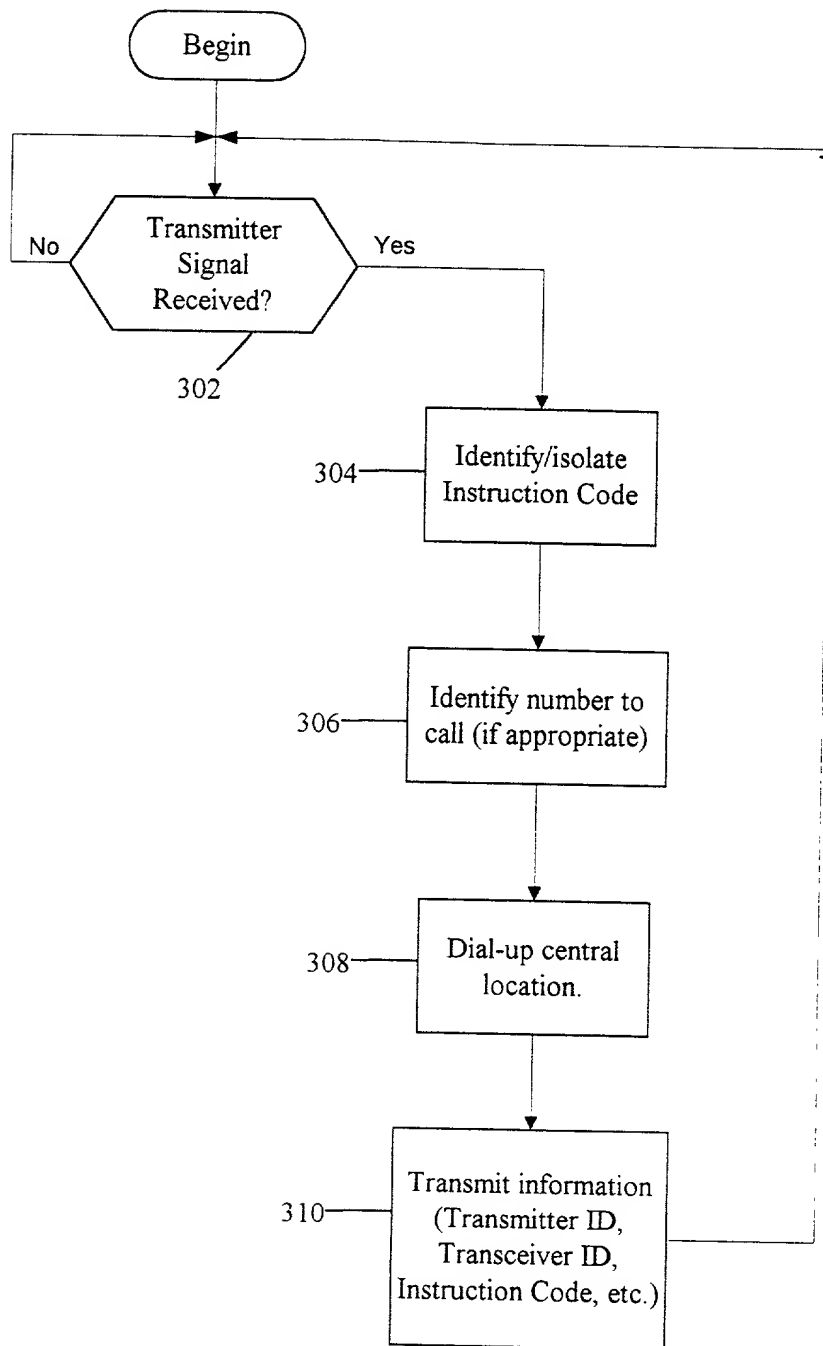 Begin
Transmitter
Signal
Received?
No
Yes
302
304
Identify/isolate
Instruction Code
306
Identify number to
call (if appropriate)
308
Dial-up central
location.
310
Transmit information
(Transmitter ID,
Transceiver ID,
Instruction Code, etc.)